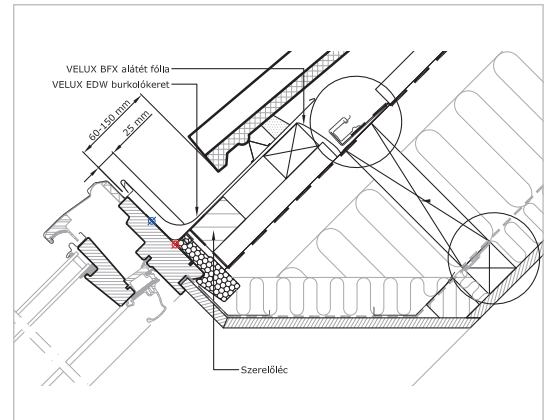 VELUX BFX alátét fólia
VELUX EDW burkolókeret
60-150 mm
25 mm
Szerelőléc